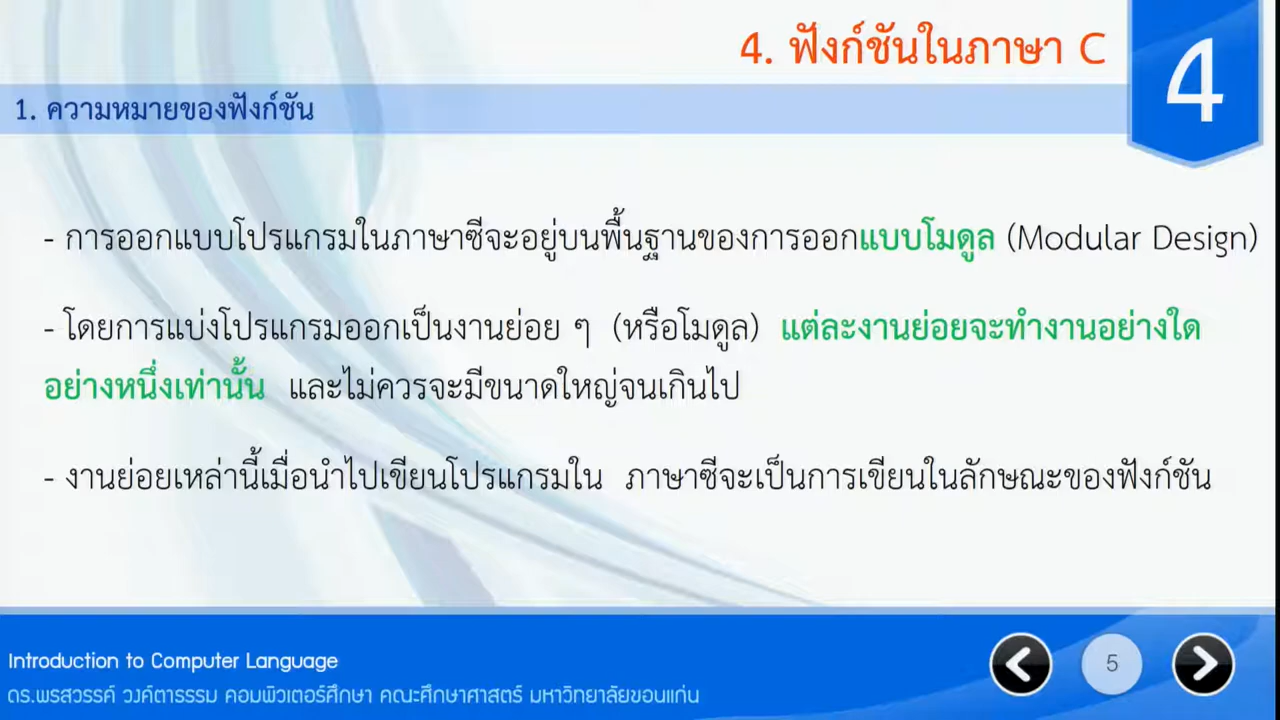 4. ฟังก์ชันในภาษา C
4
1. ความหมายของฟังก์ชัน
- การออกแบบโปรแกรมในภาษาซีจะอยู่บนพื้นฐานของการออกแบบโมดูล (Modular Design)
- โดยการแบ่งโปรแกรมออกเป็นงานย่อย ๆ (หรือโมดูล) แต่ละงานย่อยจะทำงานอย่างใด
อย่างหนึ่งเท่านั้น และไม่ควรจะมีขนาดใหญ่จนเกินไป
- งานย่อยเหล่านี้เมื่อนำไปเขียนโปรแกรมใน ภาษาซีจะเป็นการเขียนในลักษณะของฟังก์ชัน
Introduction to Computer Language
5
ดร.พรสวรรค์ วงค์ตาธรรม คอมพิวเตอร์ศึกษา คณะศึกษาศาสตร์ มหาวิทยาลัยขอนแก่น